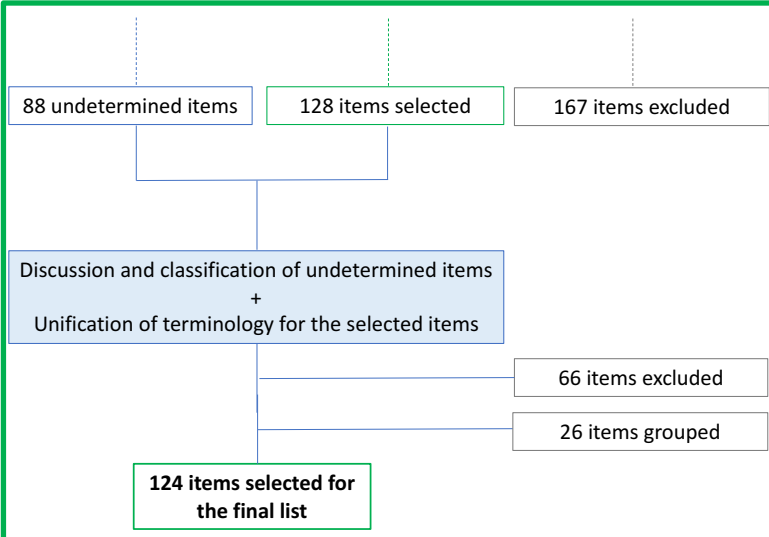 88 undetermined items
128 items selected
167 items excluded
Discussion and classification of undetermined items
+
Unification of terminology for the selected items
66 items excluded
26 items grouped
124 items selected for
the final list